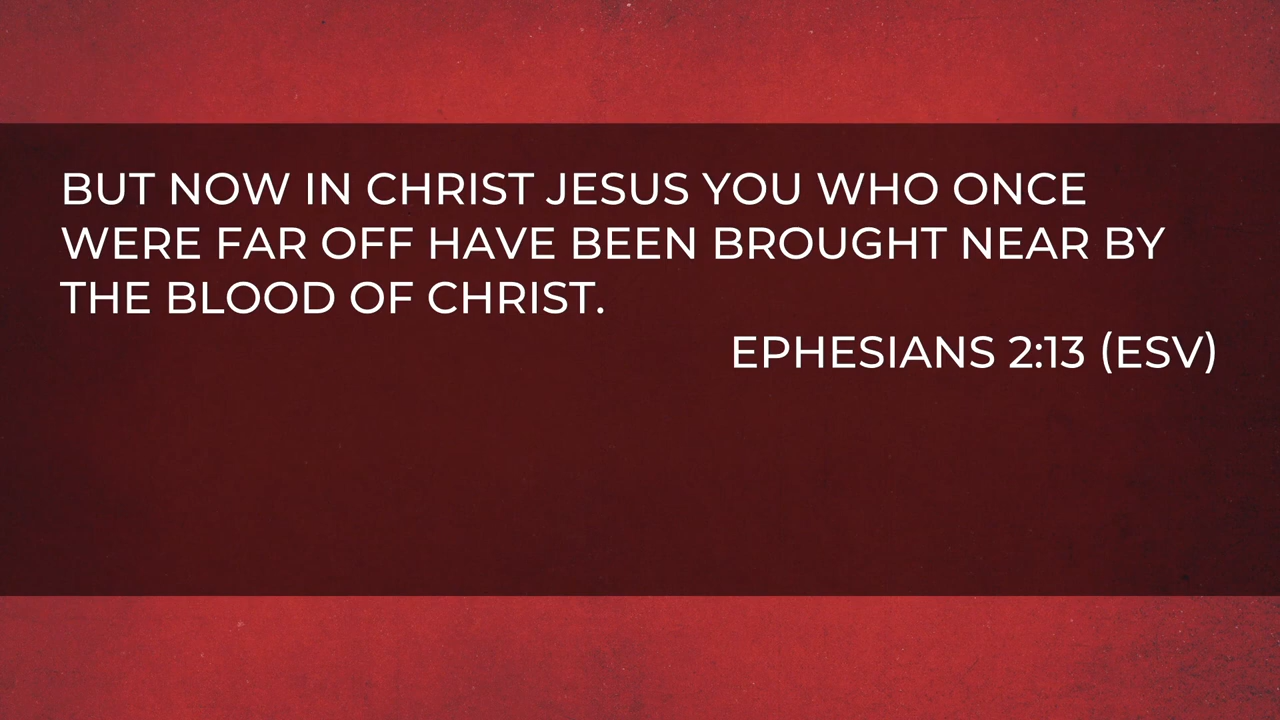 BUT NOW IN CHRIST JESUS YOU WHO ONCE
WERE FAR OFF HAVE BEEN BROUGHT NEAR BY
THE BLOOD OF CHRIST.
EPHESIANS 2:13 (ESV)